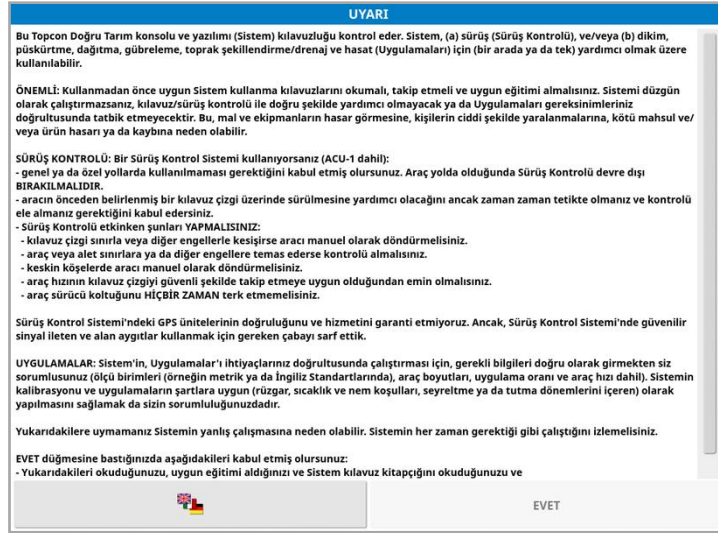 UYARI
Bu Topcon Doğru Tarım konsolu ve yazılımı (Sistem) kılavuzluğu kontrol eder. Sistem, (a) sürüş (Sürüş Kontrolü), ve/veya (b) dikim,
püskürtme, dağıtma, gübreleme, toprak şekillendirme/drenaj ve hasat (Uygulamaları) için (bir arada ya da tek) yardımcı olmak üzere
kullanılabilir.
ÖNEMLİ: Kullanmadan önce uygun Sistem kullanma kılavuzlarını okumalı, takip etmeli ve uygun eğitimi almalısınız. Sistemi düzgün
olarak çalıştırmazsanız, kılavuz/sürüş kontrolü ile doğru şekilde yardımcı olmayacak ya da Uygulamaları gereksinimleriniz
doğrultusunda tatbik etmeyecektir. Bu, mal ve ekipmanların hasar görmesine, kişilerin ciddi şekilde yaralanmalarına, kötü mahsul ve/
veya ürün hasarı ya da kaybına neden olabilir.
SÜRÜŞ KONTROLÜ: Bir Sürüş Kontrol Sistemi kullanıyorsanız (ACU-1 dahil):
- genel ya da özel yollarda kullanılmaması gerektiğini kabul etmiş olursunuz. Araç yolda olduğunda Sürüş Kontrolü devre dışı
BIRAKILMALIDIR.
- aracın önceden belirlenmiş bir kılavuz çizgi üzerinde sürülmesine yardımcı olacağını ancak zaman zaman tetikte olmanız ve kontrolü
ele almanız gerektiğini kabul edersiniz.
- Sürüş Kontrolü etkinken şunları YAPMALISINIZ:
- kılavuz çizgi sınırla veya diğer engellerle kesişirse aracı manuel olarak döndürmelisiniz.
- araç veya alet sınırlara ya da diğer engellere temas ederse kontrolü almalısınız.
- keskin köşelerde aracı manuel olarak döndürmelisiniz.
- araç hızının kılavuz çizgiyi güvenli şekilde takip etmeye uygun olduğundan emin olmalısınız.
- araç sürücü koltuğunu HİÇBİR ZAMAN terk etmemelisiniz.
Sürüş Kontrol Sistemi'ndeki GPS ünitelerinin doğruluğunu ve hizmetini garanti etmiyoruz. Ancak, Sürüş Kontrol Sistemi'nde güvenilir
sinyal ileten ve alan aygıtlar kullanmak için gereken çabayı sarf ettik.
UYGULAMALAR: Sistem'in, Uygulamalar'ı ihtiyaçlarınız doğrultusunda çalıştırması için, gerekli bilgileri doğru olarak girmekten siz
sorumlusunuz (ölçü birimleri (örneğin metrik ya da İngiliz Standartlarında), araç boyutları, uygulama oranı ve araç hızı dahil). Sistemin
kalibrasyonu ve uygulamaların şartlara uygun (rüzgar, sıcaklık ve nem koşulları, seyreltme ya da tutma dönemlerini içeren) olarak
yapılmasını sağlamak da sizin sorumluluğunuzdadır.
Yukarıdakilere uymamanız Sistemin yanlış çalışmasına neden olabilir. Sistemin her zaman gerektiği gibi çalıştığını izlemelisiniz.
EVET düğmesine bastığınızda aşağıdakileri kabul etmiş olursunuz:
- Yukarıdakileri okuduğunuzu, uygun eğitimi aldığınızı ve Sistem kılavuz kitapçığını okuduğunuzu ve
EVET